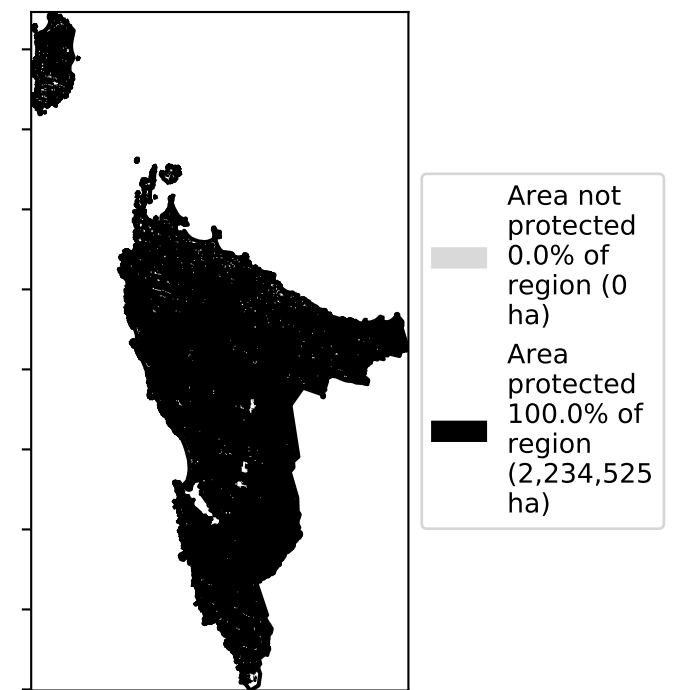 Area not
protected
0.0% of
region (0
ha)
Area
protected
100.0% of
region
(2,234,525
ha)